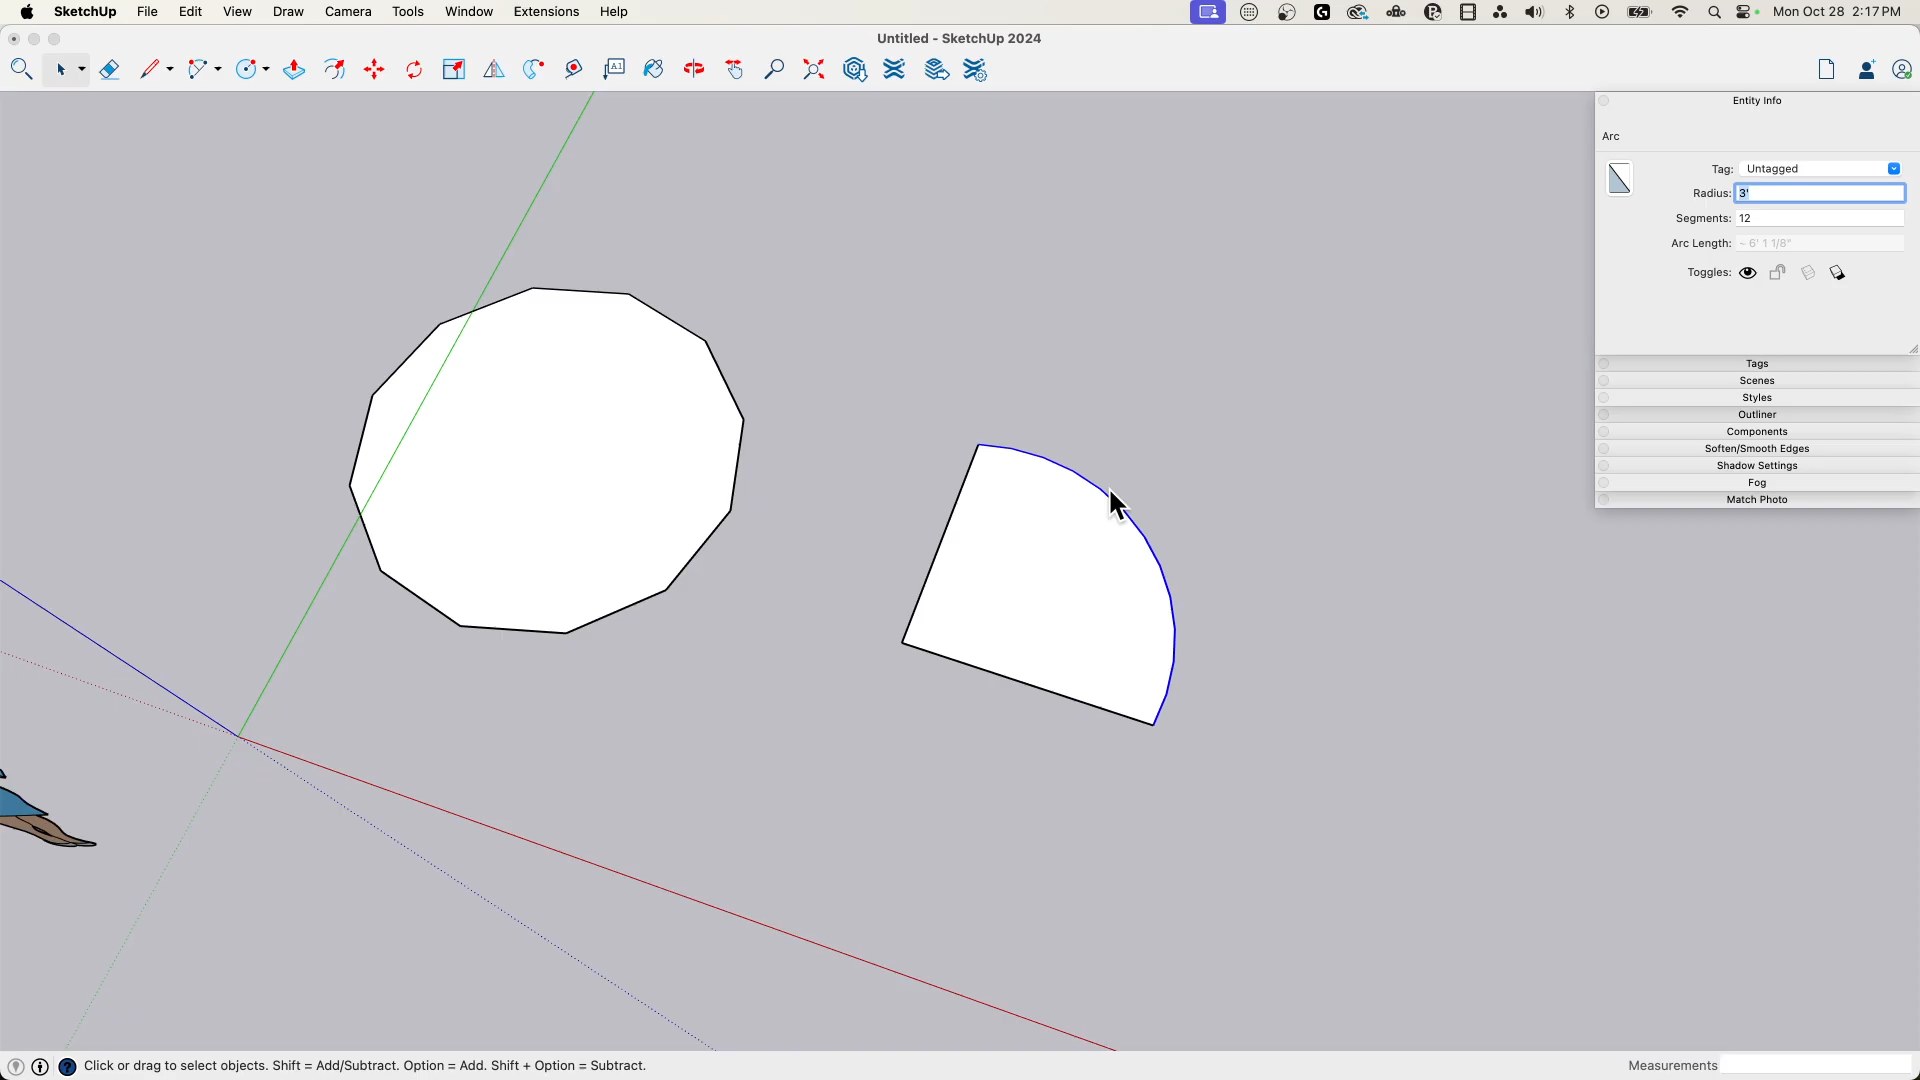 SketchUp File Edit View Draw Camera Tools Window Extensions Help Mon Oct 28 2:17 PM
Untitled - SketchUp 2024
A1
Entity Info
Arc
Tag: Untagged
Radius: 3'
Segments: 12
Arc Length: ~ 6' 1 1/8"
Toggles:
Tags
Scenes
Styles
Outliner
Components
Soften/Smooth Edges
Shadow Settings
Fog
Match Photo
Click or drag to select objects. Shift = Add/Subtract. Option = Add. Shift + Option = Subtract.
Measurements